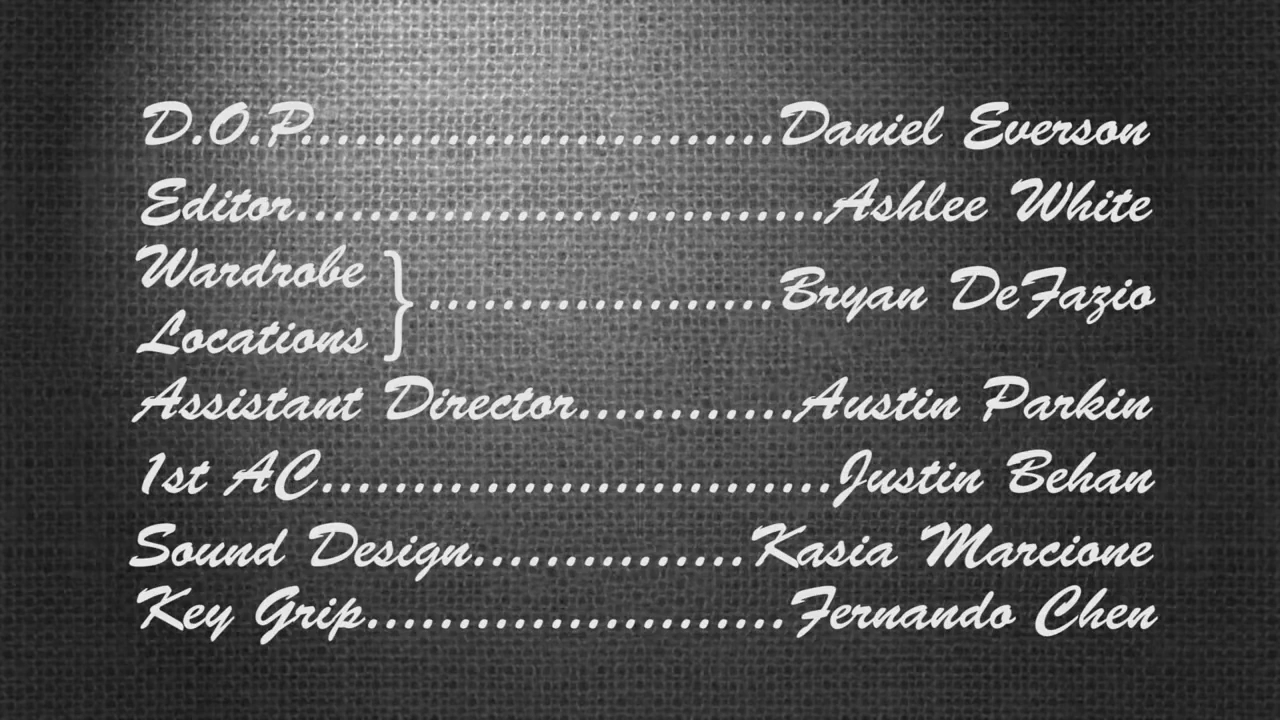 D.O.P.........................Daniel Everson
Editor.............................Ashlee White
Wardrobe
Locations
} ...................Bryan DeFazio
Assistant Director............Austin Parkin
1st AC............................Justin Behan
Sound Design...............Kasia Marcione
Key Grip.......................Fernando Chen